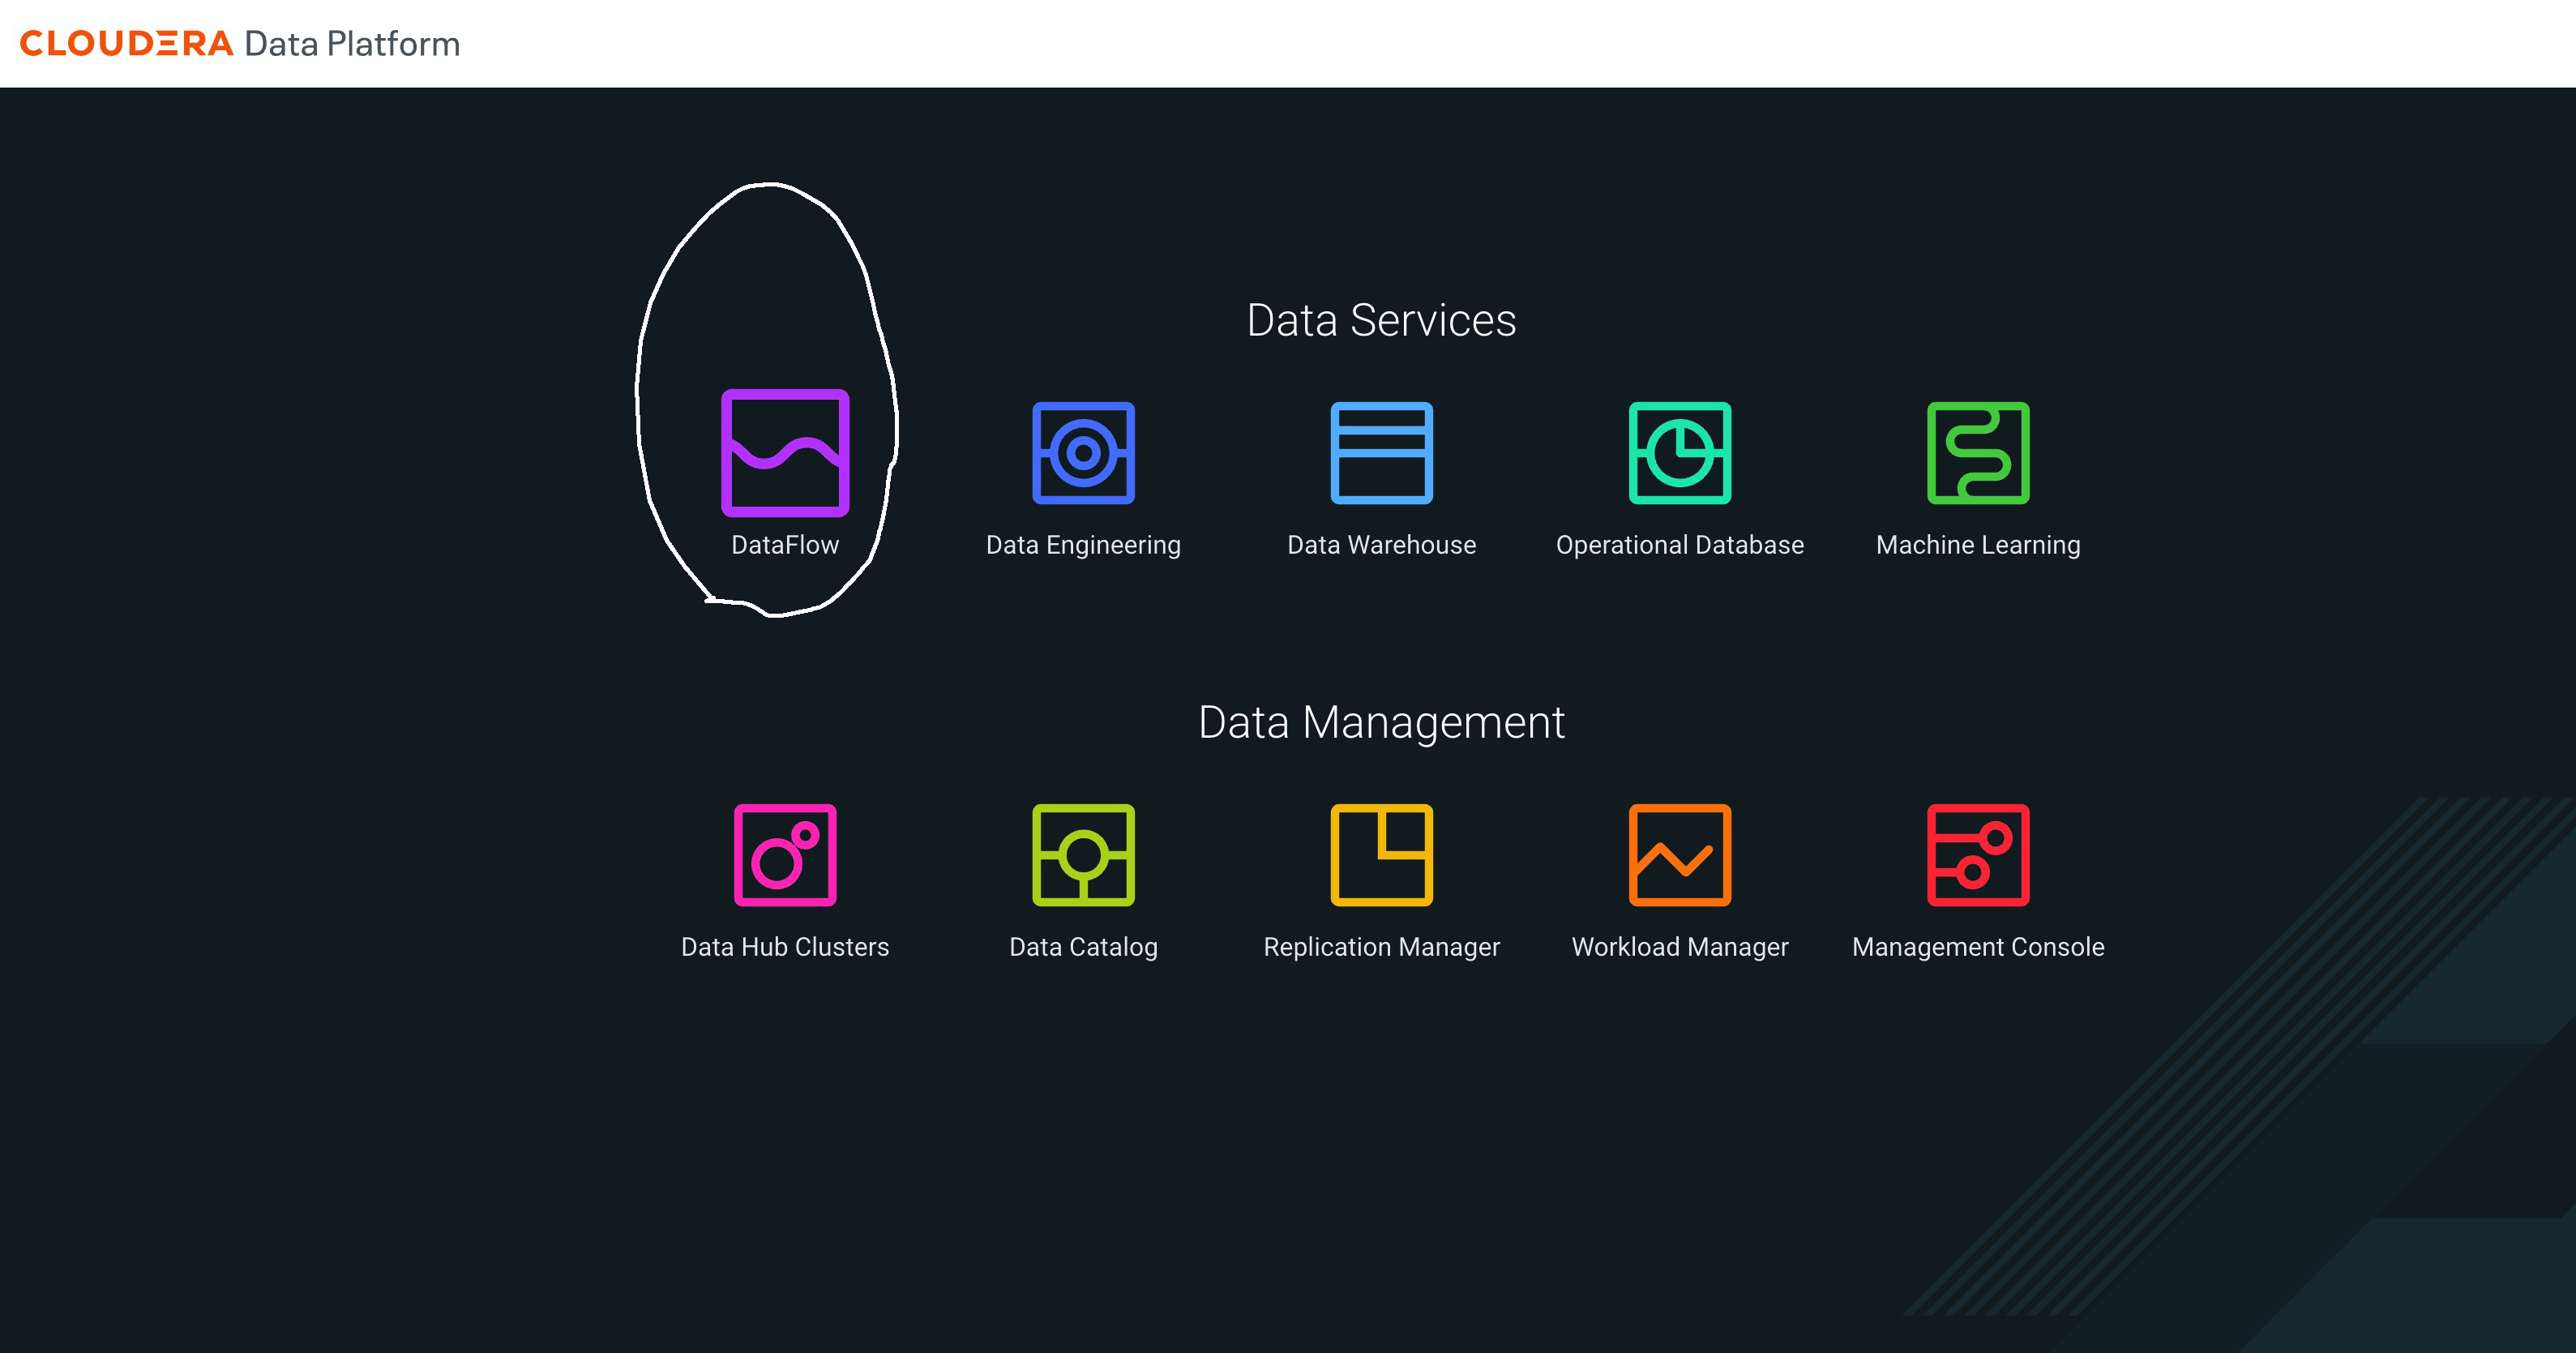 CLOUDERA Data Platform
Data Services
DataFlow
Data Engineering
Data Warehouse
Operational Database
Machine Learning
Data Management
Data Hub Clusters
Data Catalog
Replication Manager
Workload Manager
Management Console